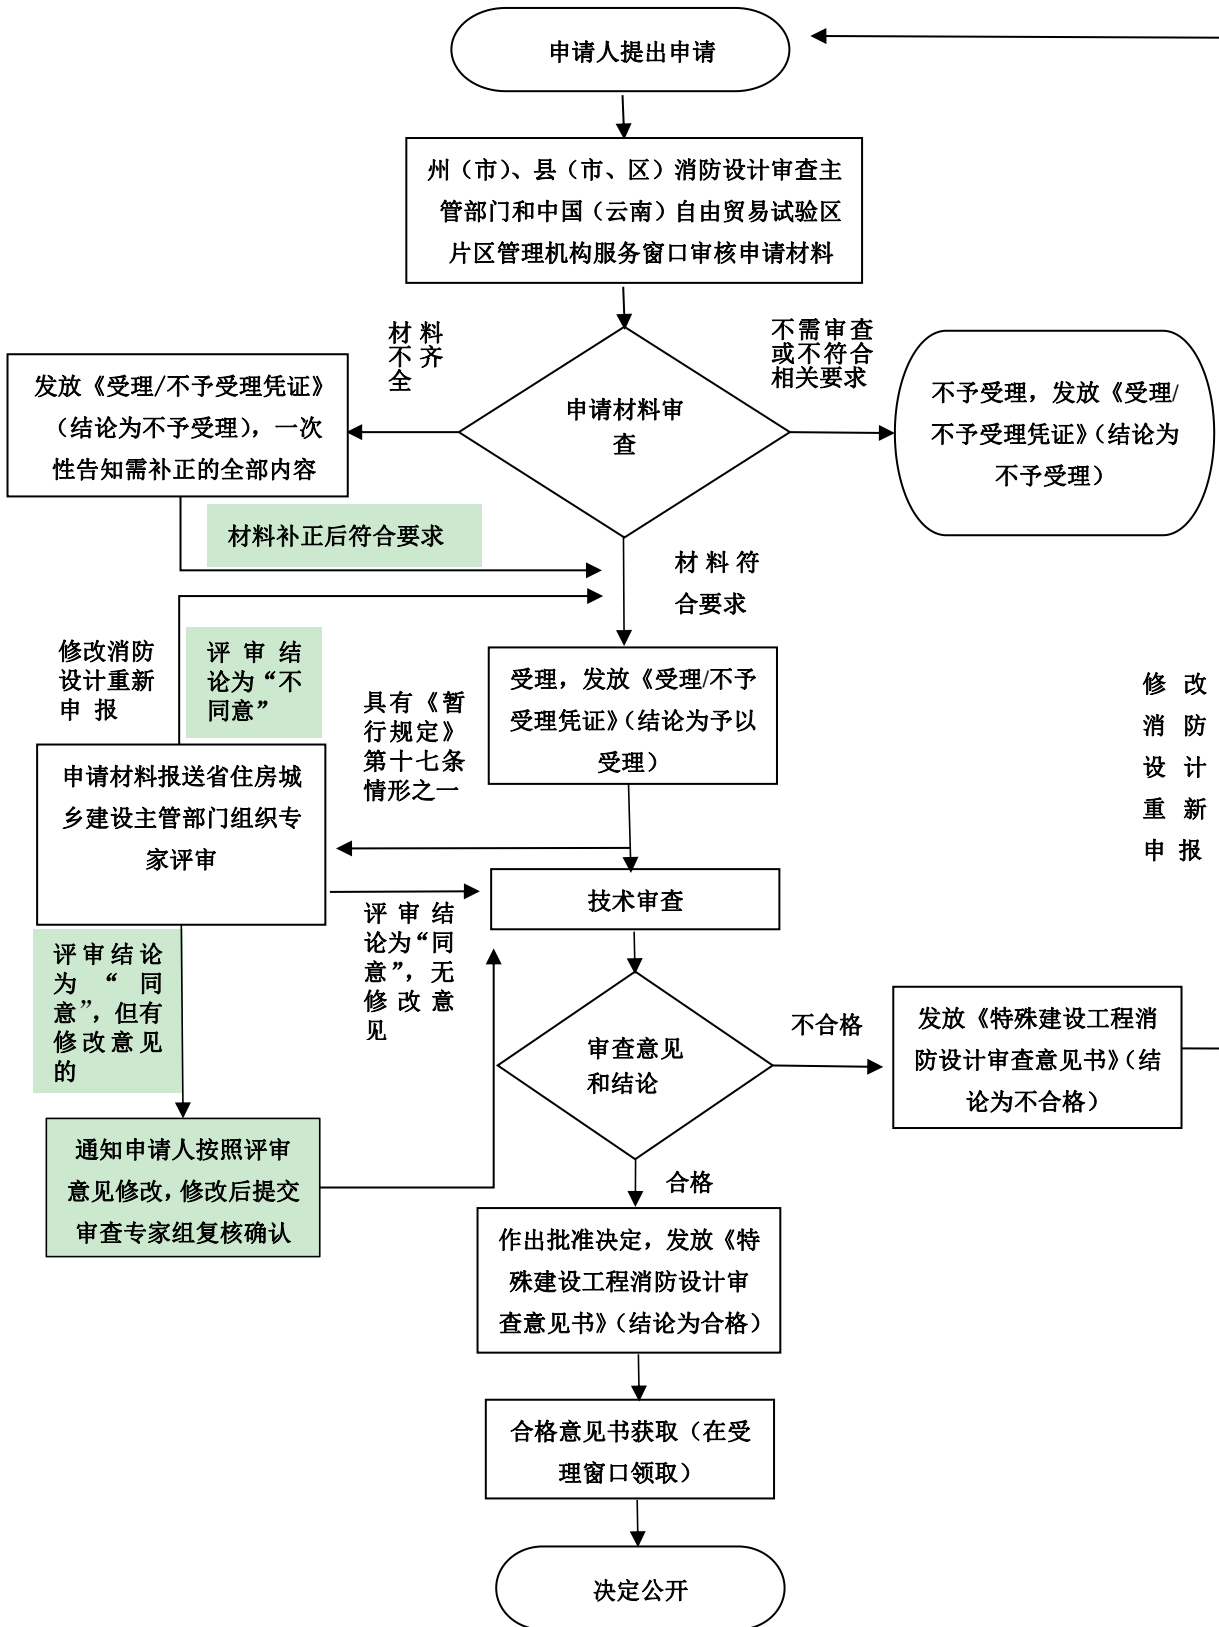 申请人提出申请
州（市）、县（市、区）消防设计审查主
管部门和中国（云南）自由贸易试验区
片区管理机构服务窗口审核申请材料
材 料
不 齐
全
不需审查
或不符合
相关要求
发放《受理/不予受理凭证》
（结论为不予受理），一次
性告知需补正的全部内容
申请材料审
查
不予受理，发放《受理/
不予受理凭证》（结论为
不予受理）
材料补正后符合要求
材 料 符
合要求
修改消防
设计重新
申 报
评 审 结
论为“不
同意”
受理，发放《受理/不予
受理凭证》（结论为予以
受理）
具有《暂
行规定》
第十七条
情形之一
修 改
消 防
设 计
重 新
申 报
申请材料报送省住房城
乡建设主管部门组织专
家评审
技术审查
评 审 结
论为“同
意”，无
修 改 意
见
评审结论
为 “ 同
意”，但有
修改意见
的
审查意见
和结论
不合格
发放《特殊建设工程消
防设计审查意见书》（结
论为不合格）
通知申请人按照评审
意见修改，修改后提交
审查专家组复核确认
合格
作出批准决定，发放《特
殊建设工程消防设计审
查意见书》（结论为合格）
合格意见书获取（在受
理窗口领取）
决定公开